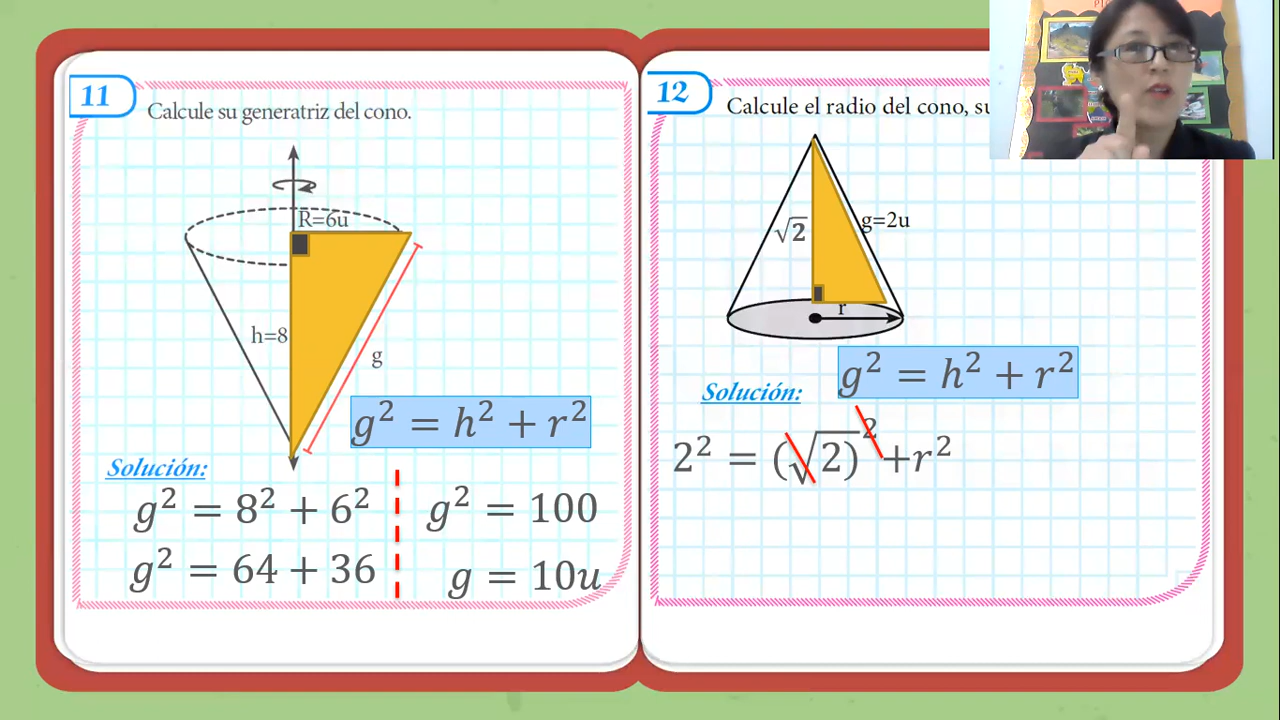 11
Calcule su generatriz del cono.
R=6u
h=8
g
g² = h² + r²
Solución:
g² = 8² + 6²
g² = 64 + 36
g² = 100
g = 10u
12
Calcule el radio del cono,
√2
g=2u
r
g² = h² + r²
Solución:
2² = (√2)² +r²